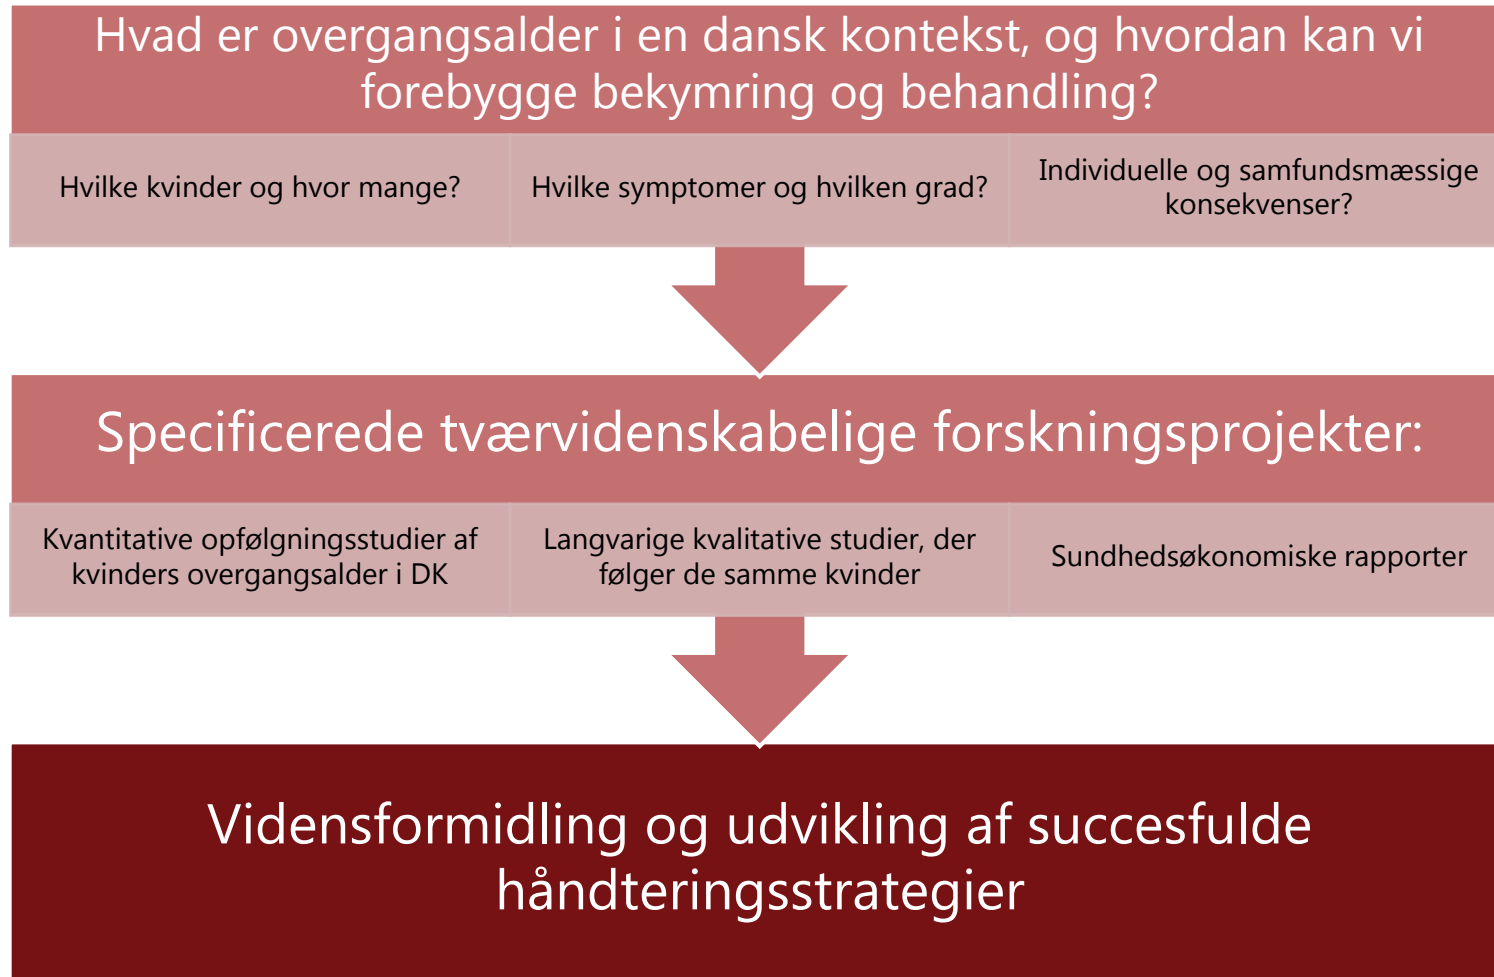 Hvad er overgangsalder i en dansk kontekst, og hvordan kan vi
forebygge bekymring og behandling?
Hvilke kvinder og hvor mange?
Hvilke symptomer og hvilken grad?
Individuelle og samfundsmæssige
konsekvenser?
Specificerede tværvidenskabelige forskningsprojekter:
Kvantitative opfølgningsstudier af
kvinders overgangsalder i DK
Langvarige kvalitative studier, der
følger de samme kvinder
Sundhedsøkonomiske rapporter
Vidensformidling og udvikling af succesfulde
håndteringsstrategier